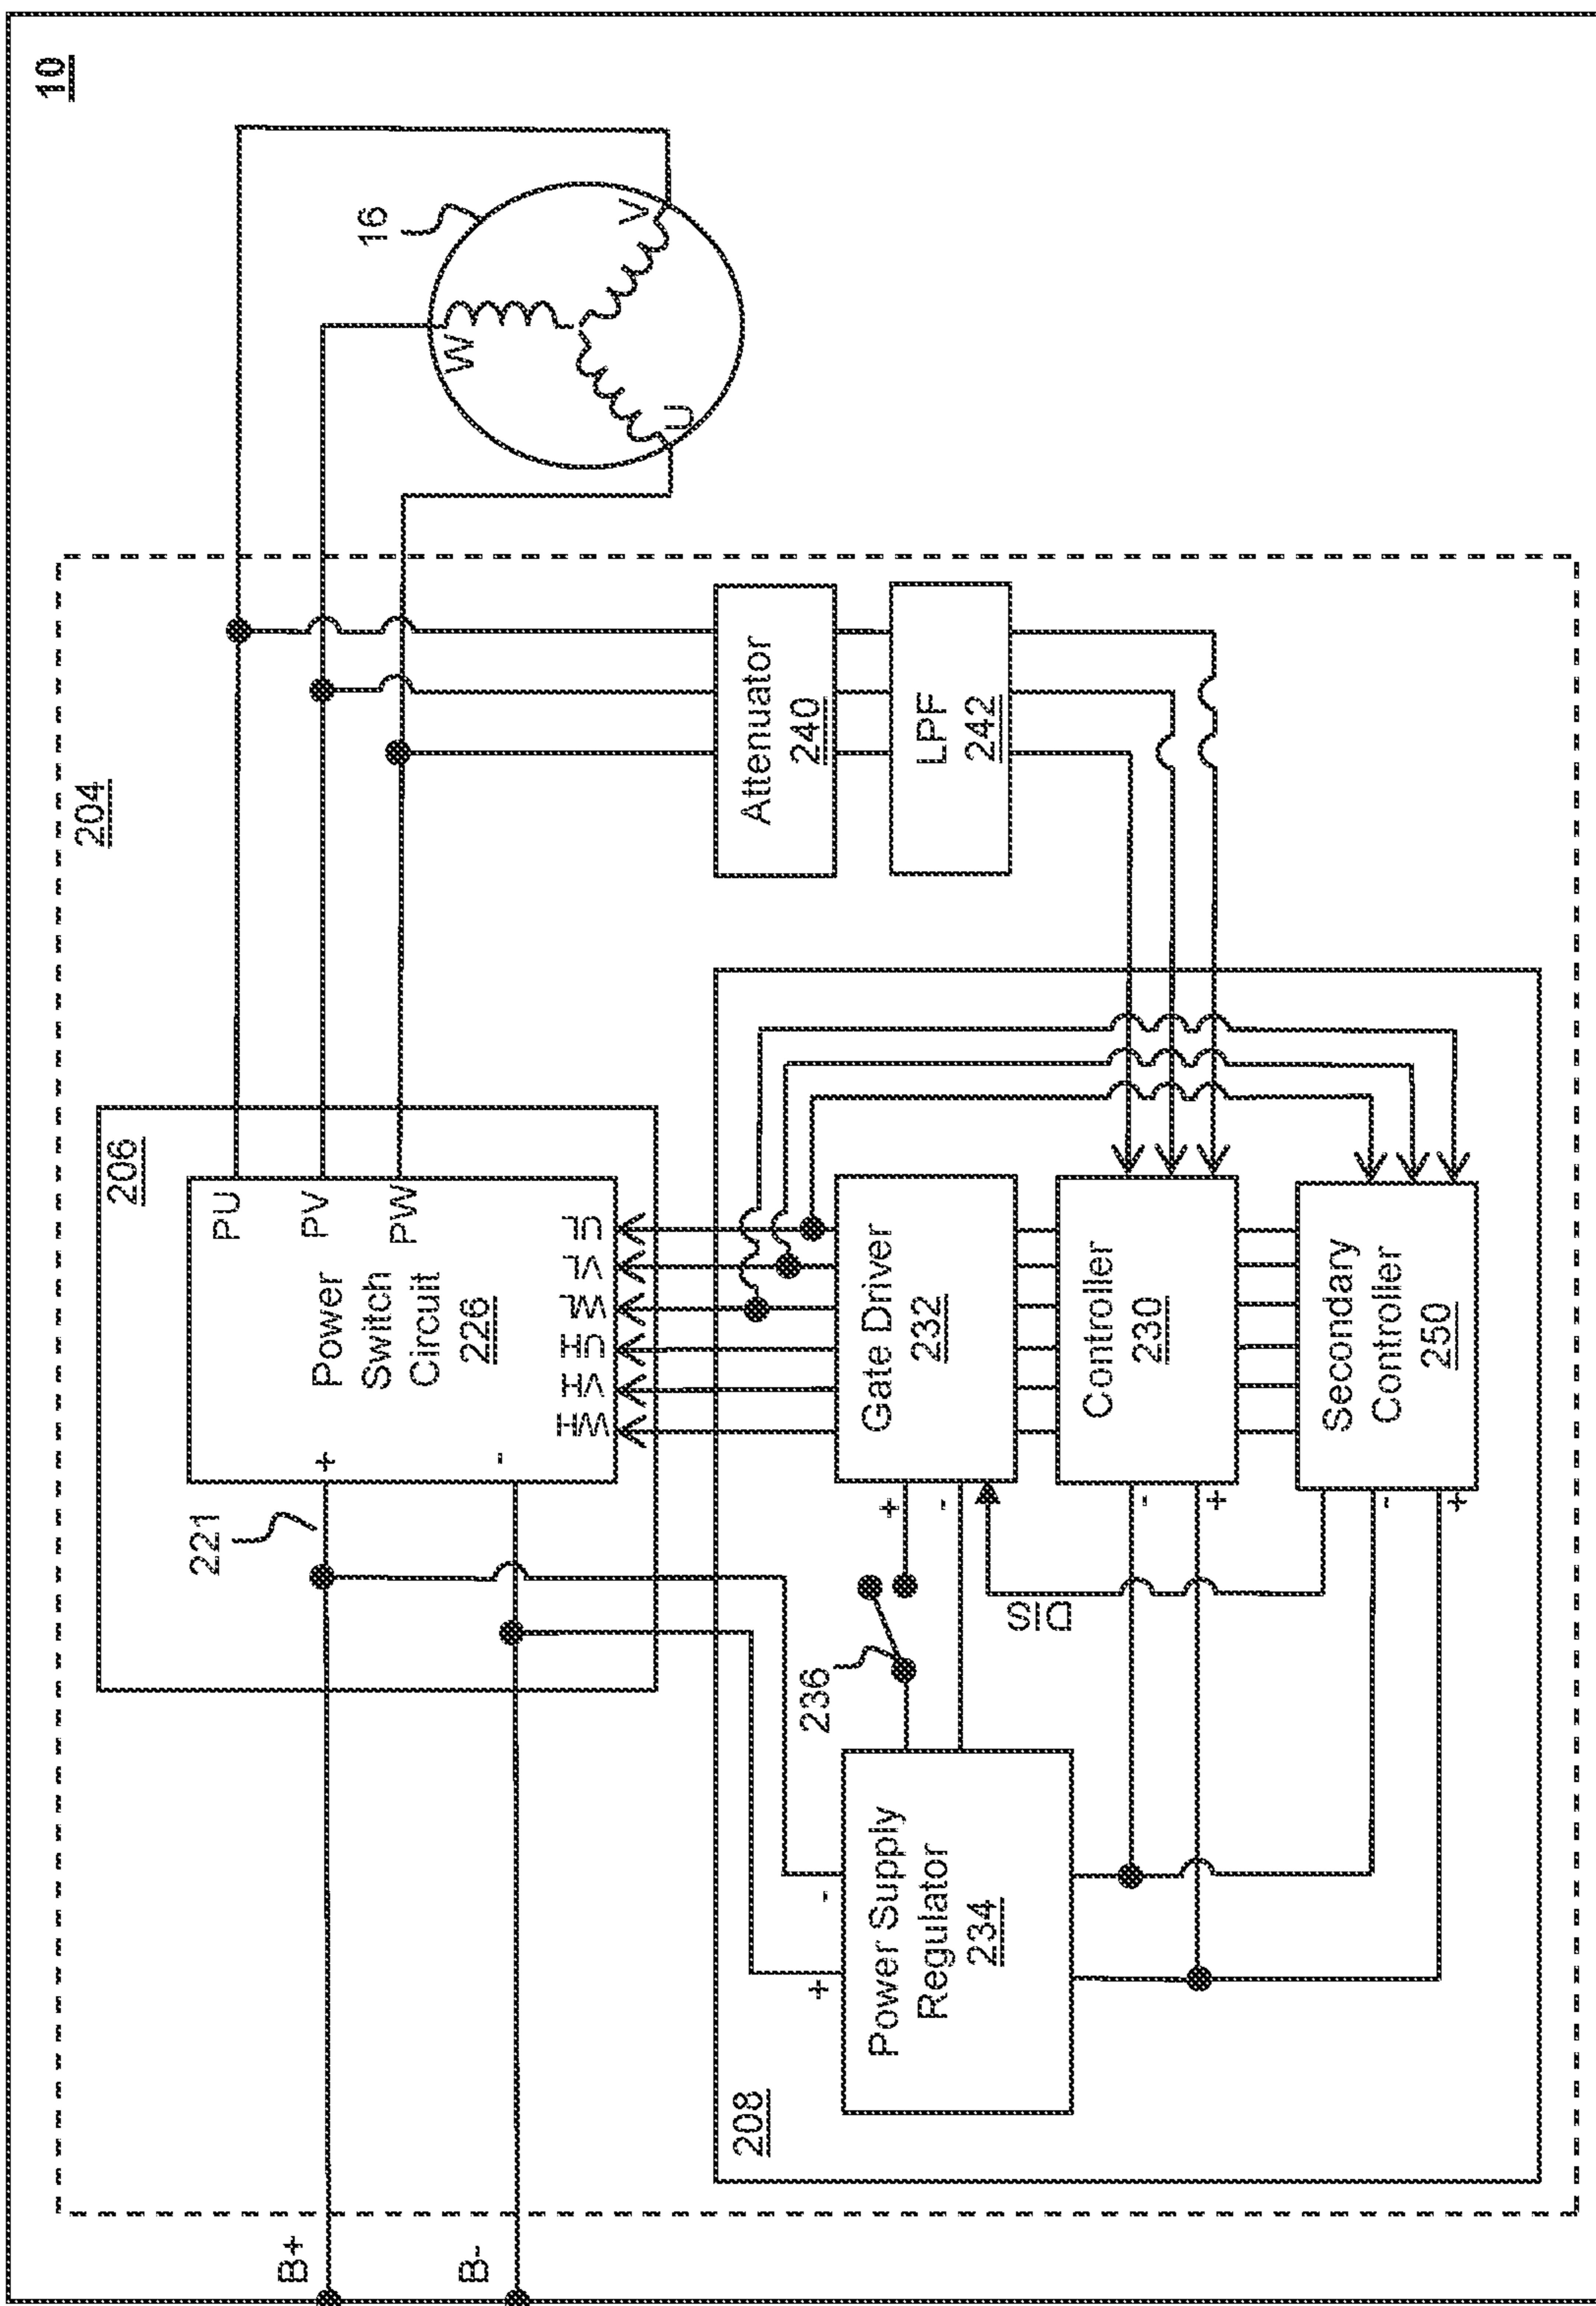 10
204
206
B+
B-
221
+
-
Power
Switch
Circuit
226
PU
PV
PW
WH
VH
UH
WL
VL
UL
16
W
V
U
Attenuator
240
LPF
242
208
+
-
Power Supply
Regulator
234
236
+
-
Gate Driver
232
DIS
-
+
Controller
230
-
+
Secondary
Controller
250